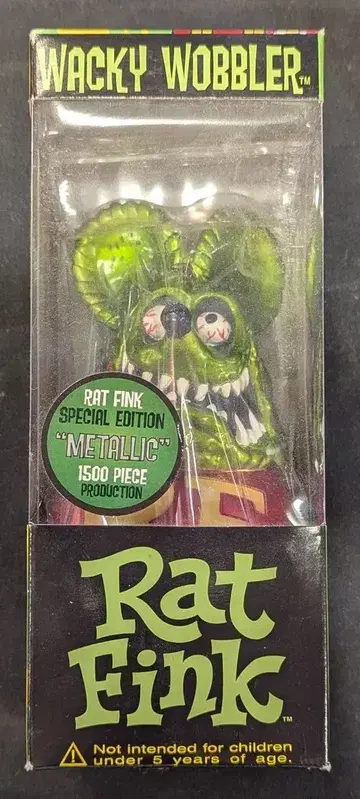 WACKY WOBBLER™
RAT FINK
SPECIAL EDITION
"METALLIC"
1500 PIECE
PRODUCTION
Rat
Fink™
Not intended for children
under 5 years of age.